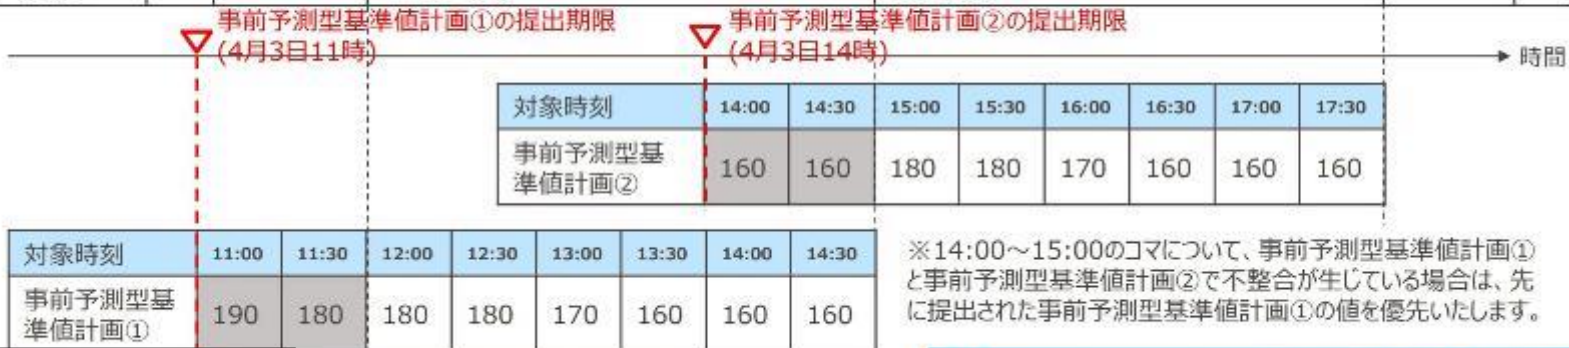 事前予測型基準値計画①の提出期限
(4月3日11時)
事前予測型基準値計画②の提出期限
(4月3日14時)
時間
対象時刻 14:00 14:30 15:00 15:30 16:00 16:30 17:00 17:30
事前予測型基
準値計画② 160 160 180 180 170 160 160 160
対象時刻 11:00 11:30 12:00 12:30 13:00 13:30 14:00 14:30
事前予測型基
準値計画① 190 180 180 180 170 160 160 160
※14:00～15:00のコマについて、事前予測型基準値計画①
と事前予測型基準値計画②で不整合が生じている場合は、先
に提出された事前予測型基準値計画①の値を優先いたします。